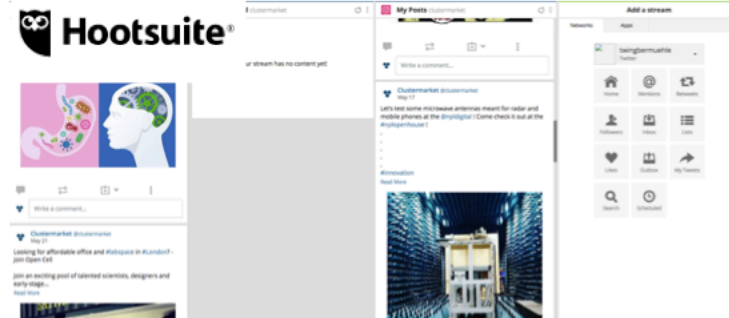 Hootsuite®
clustermarket
ur stream has no content yet!
Write a comment...
Clustermarket @clustermarket
May 21
Looking for affordable office and #labspace in #London? -
Join Open Cell
Join an exciting pool of talented scientists, designers and
early-stage...
Read More
My Posts clustermarket
Write a comment...
Clustermarket @clustermarket
May 17
Let's test some microwave antennas meant for radar and
mobile phones at the @npldigital ! Come check it out at the
#nplopenhouse !
.
.
.
.
.
#innovation
Read More
Add a stream
Networks Apps
twingbermuehle
Twitter
Home Mentions Retweets
Followers Inbox Lists
Likes Outbox My Tweets
Search Scheduled